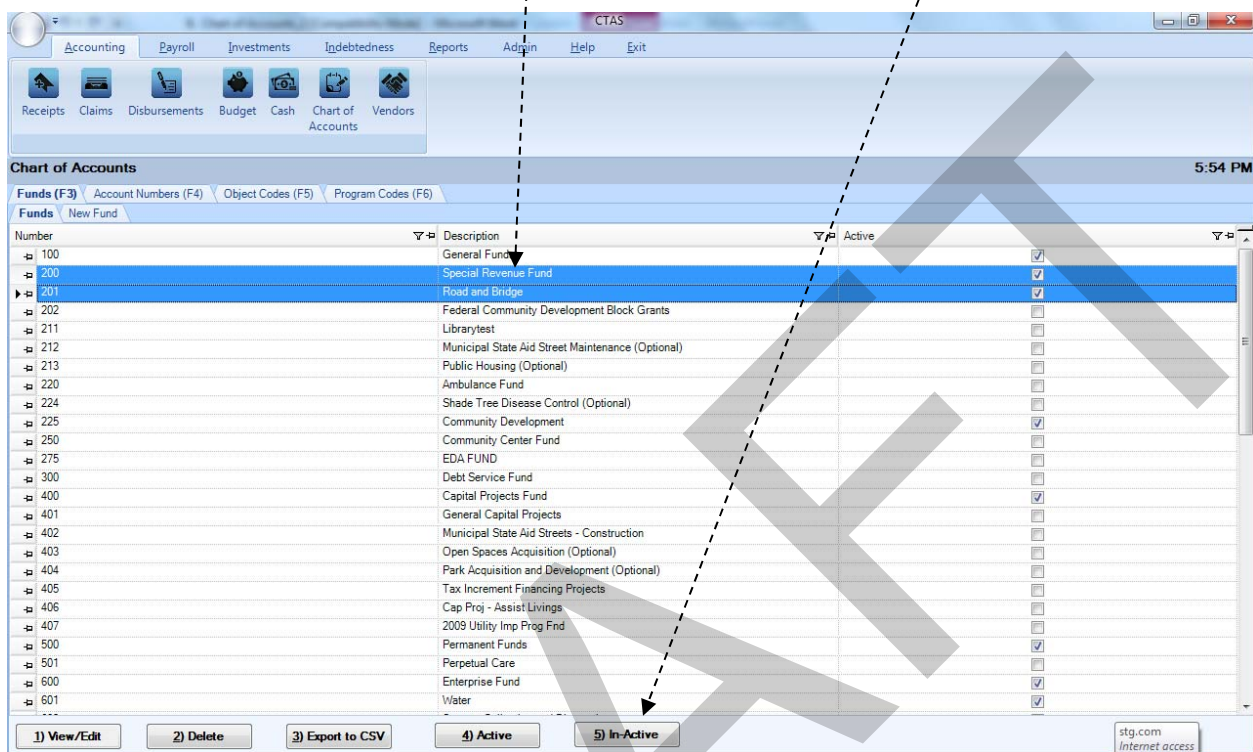 CTAS
Accounting Payroll Investments Indebtedness Reports Admin Help Exit
Receipts Claims Disbursements Budget Cash Chart of Accounts Vendors
Chart of Accounts 5:54 PM
Funds (F3) Account Numbers (F4) Object Codes (F5) Program Codes (F6)
Funds New Fund
Number Description Active
100 General Fund
200 Special Revenue Fund
201 Road and Bridge
202 Federal Community Development Block Grants
211 Librarytest
212 Municipal State Aid Street Maintenance (Optional)
213 Public Housing (Optional)
220 Ambulance Fund
224 Shade Tree Disease Control (Optional)
225 Community Development
250 Community Center Fund
275 EDA FUND
300 Debt Service Fund
400 Capital Projects Fund
401 General Capital Projects
402 Municipal State Aid Streets - Construction
403 Open Spaces Acquisition (Optional)
404 Park Acquisition and Development (Optional)
405 Tax Increment Financing Projects
406 Cap Proj - Assist Livings
407 2009 Utility Imp Prog Fnd
500 Permanent Funds
501 Perpetual Care
600 Enterprise Fund
601 Water
1) View/Edit 2) Delete 3) Export to CSV 4) Active 5) In-Active
stg.com
Internet access